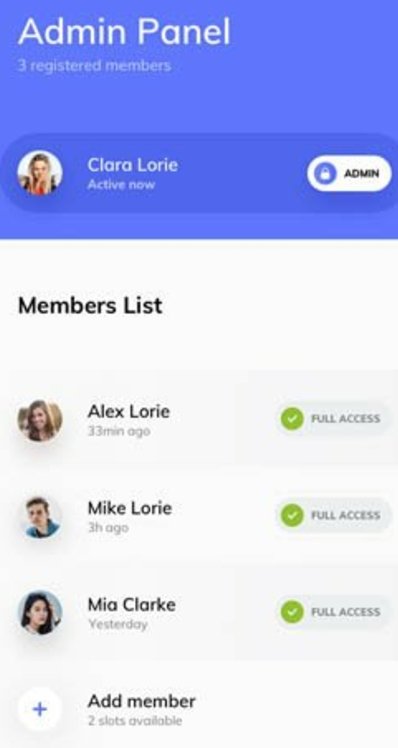 Admin Panel
3 registered members
Clara Lorie
Active now
ADMIN
Members List
Alex Lorie
33min ago
FULL ACCESS
Mike Lorie
3h ago
FULL ACCESS
Mia Clarke
Yesterday
FULL ACCESS
Add member
2 slots available